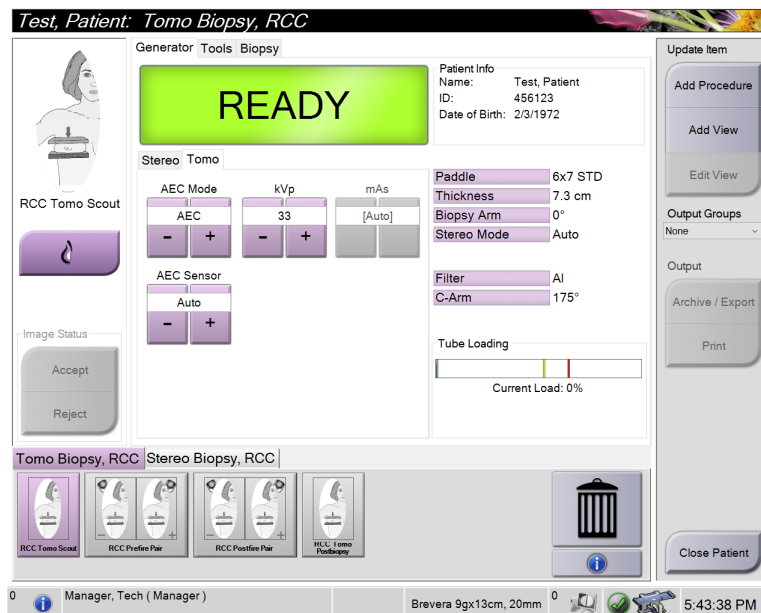 Test, Patient: Tomo Biopsy, RCC
Generator Tools Biopsy
Update Item
READY
Patient Info
Name: Test, Patient
ID: 456123
Date of Birth: 2/3/1972
Add Procedure
Add View
Edit View
RCC Tomo Scout
Stereo Tomo
AEC Mode kVp mAs
AEC 33 [Auto]
- + - +
AEC Sensor
Auto
- +
Paddle 6x7 STD
Thickness 7.3 cm
Biopsy Arm 0°
Stereo Mode Auto
Filter Al
C-Arm 175°
Output Groups
None
Output
Archive / Export
Print
Image Status
Accept
Reject
Tube Loading
Current Load: 0%
Tomo Biopsy, RCC Stereo Biopsy, RCC
RCC Tomo Scout
- +
RCC Prefire Pair
- +
RCC Postfire Pair
RCC Tomo
Postbiopsy
Close Patient
0 Manager, Tech ( Manager ) Brevera 9gx13cm, 20mm 0 5:43:38 PM